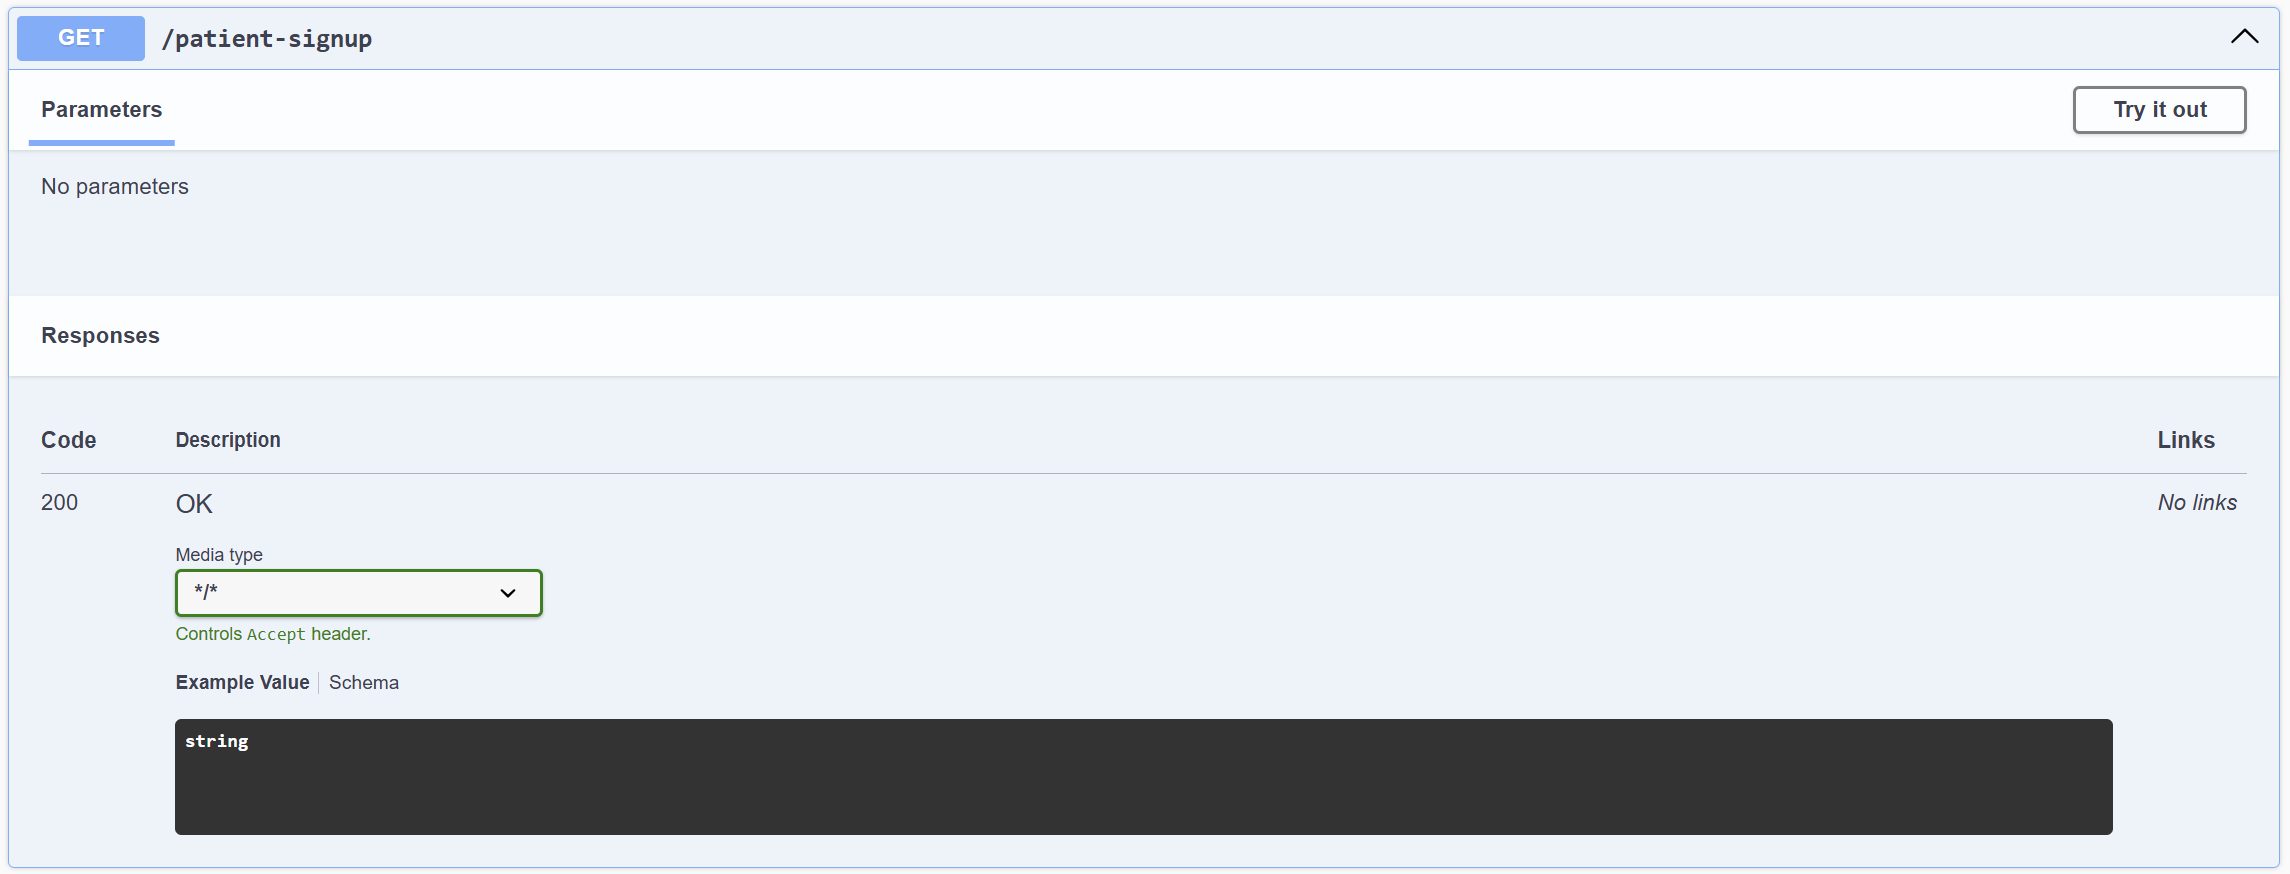 GET /patient-signup
Parameters
Try it out
No parameters
Responses
Code Description Links
200 OK No links
Media type
*/*
Controls Accept header.
Example Value Schema
string